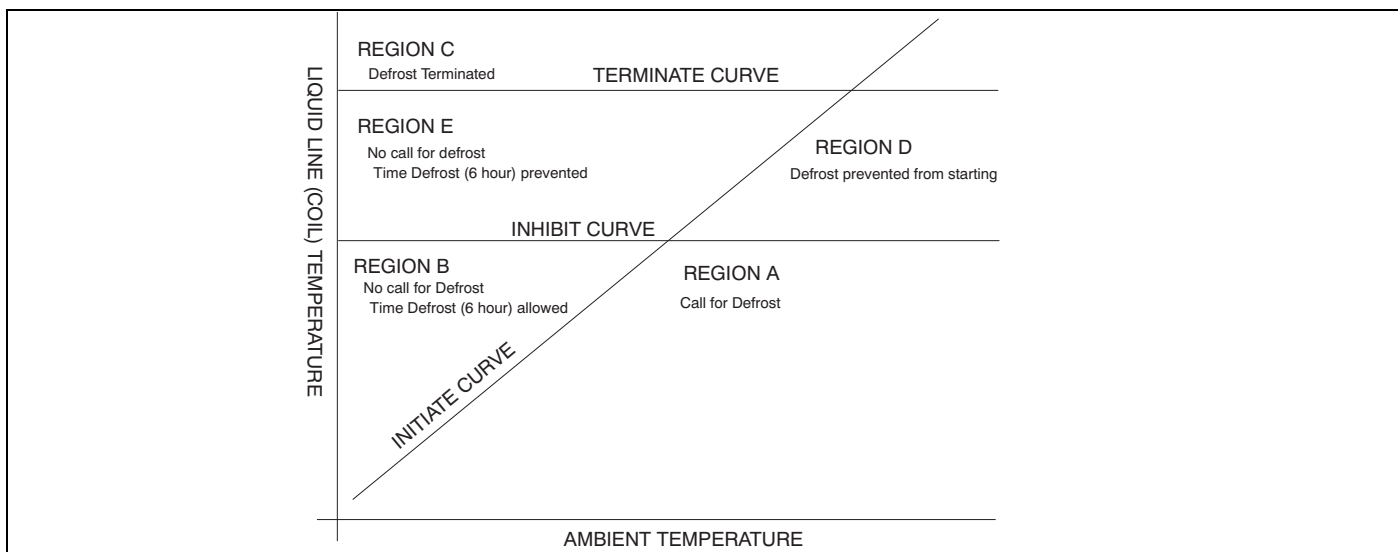 REGION C
Defrost Terminated
TERMINATE CURVE
LIQUID LINE (COIL) TEMPERATURE
REGION E
No call for defrost
Time Defrost (6 hour) prevented
REGION D
Defrost prevented from starting
INHIBIT CURVE
REGION B
No call for Defrost
Time Defrost (6 hour) allowed
REGION A
Call for Defrost
INITIATE CURVE
AMBIENT TEMPERATURE